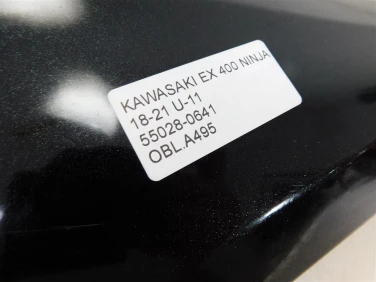 KAWASAKI EX 400 NINJA
18-21 U-11
55028-0641
OBL.A495